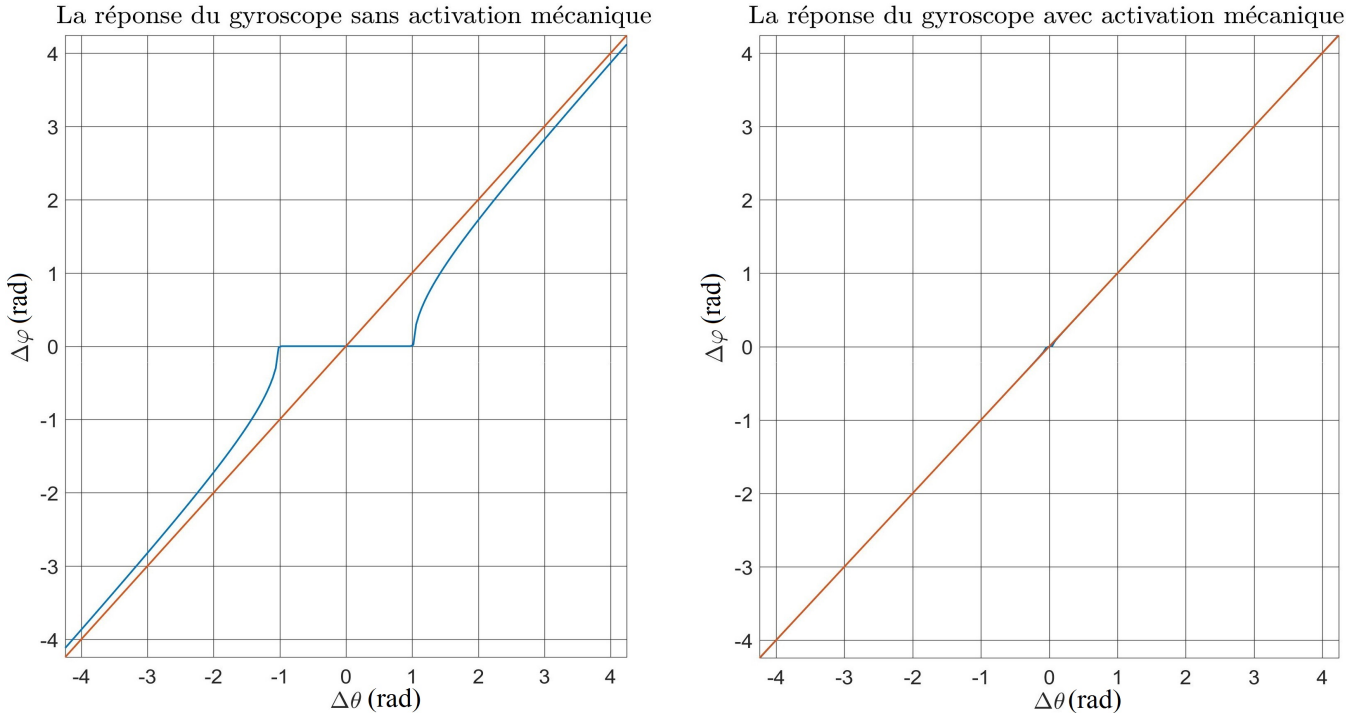 La réponse du gyroscope sans activation mécanique
4
3
2
1
0
-1
-2
-3
-4
Δφ (rad)
-4 -3 -2 -1 0 1 2 3 4
Δθ (rad)
La réponse du gyroscope avec activation mécanique
4
3
2
1
0
-1
-2
-3
-4
Δφ (rad)
-4 -3 -2 -1 0 1 2 3 4
Δθ (rad)